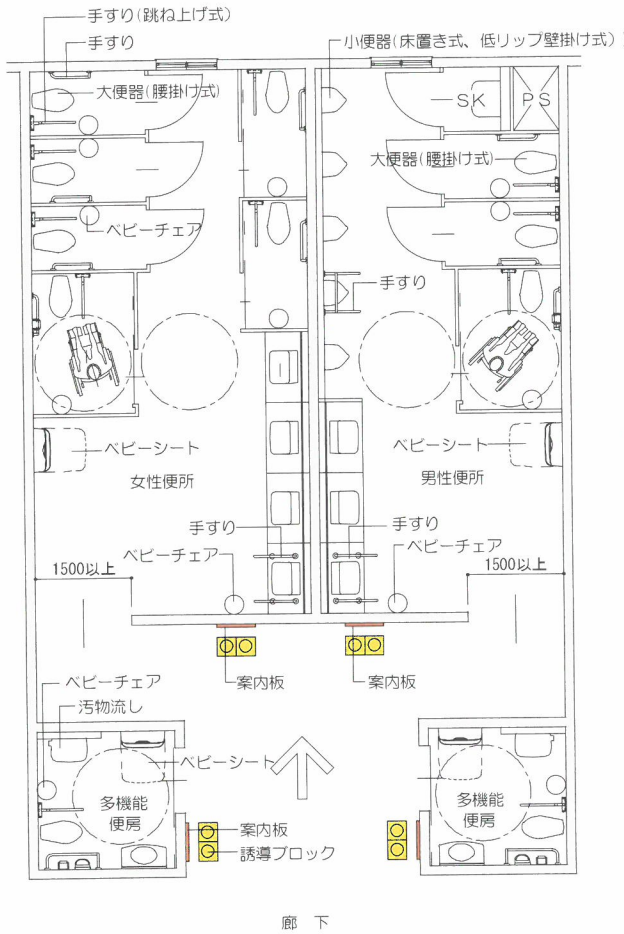 手すり(跳ね上げ式)
手すり
小便器(床置き式、低リップ壁掛け式)
大便器(腰掛け式)
SK
PS
大便器(腰掛け式)
ベビーチェア
手すり
ベビーシート
ベビーシート
女性便所
男性便所
手すり
手すり
ベビーチェア
ベビーチェア
1500以上
1500以上
案内板
案内板
ベビーチェア
汚物流し
ベビーシート
多機能
便房
多機能
便房
案内板
誘導ブロック
廊 下